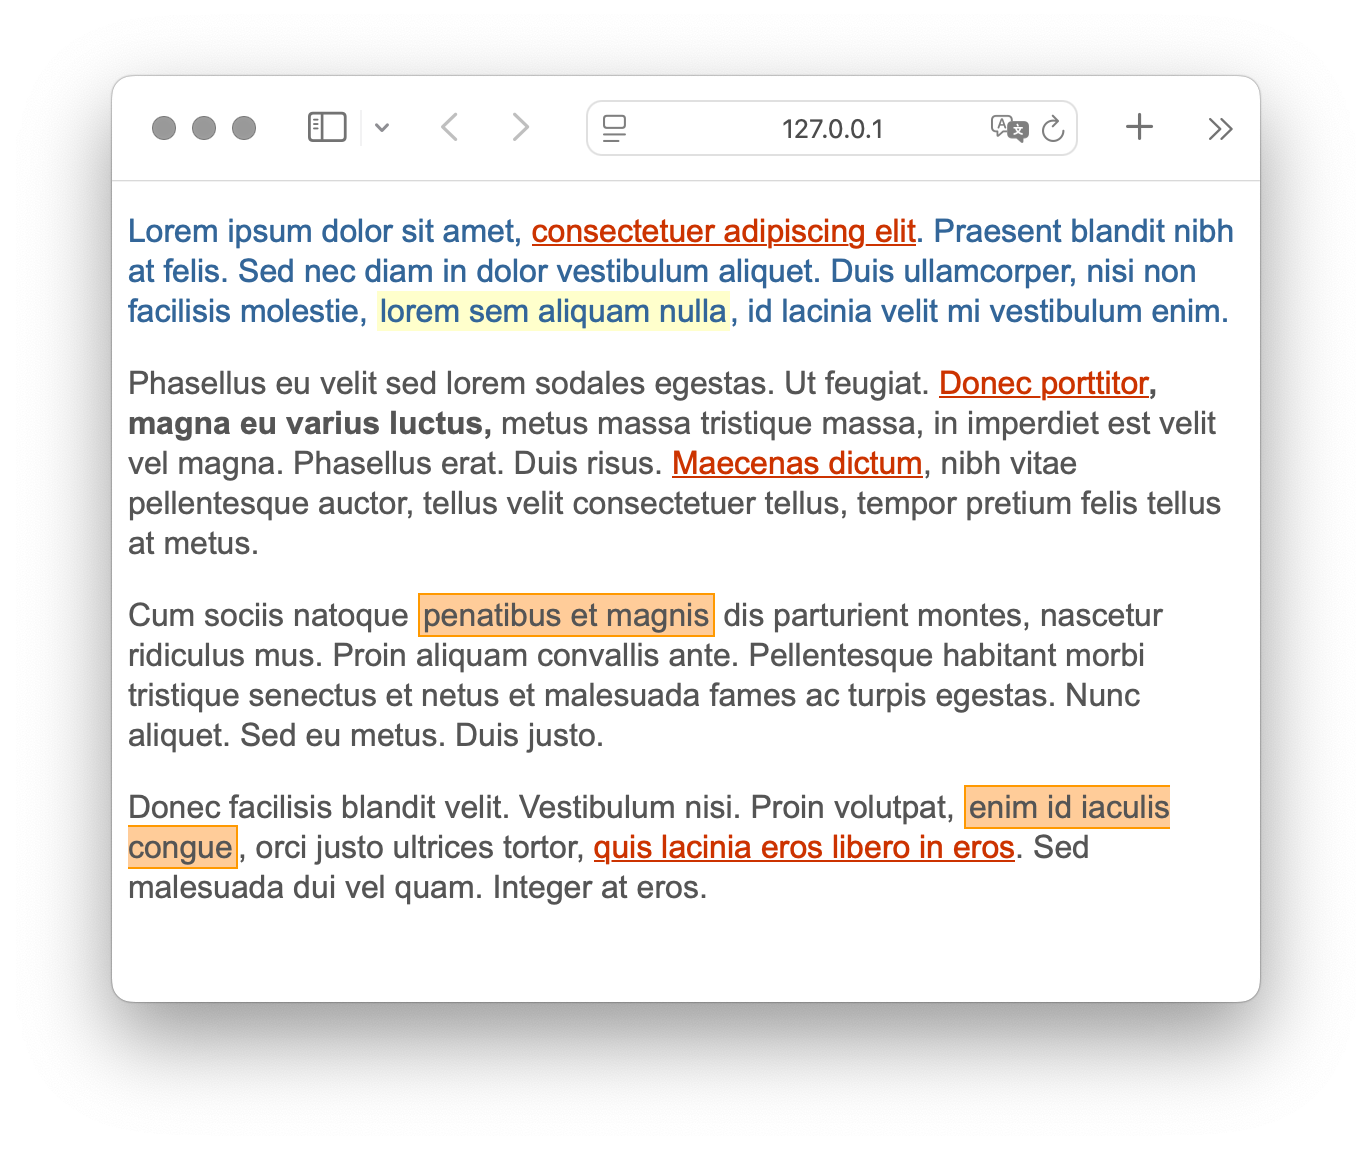 127.0.0.1
Lorem ipsum dolor sit amet, consectetuer adipiscing elit. Praesent blandit nibh
at felis. Sed nec diam in dolor vestibulum aliquet. Duis ullamcorper, nisi non
facilisis molestie, lorem sem aliquam nulla, id lacinia velit mi vestibulum enim.
Phasellus eu velit sed lorem sodales egestas. Ut feugiat. Donec porttitor,
magna eu varius luctus, metus massa tristique massa, in imperdiet est velit
vel magna. Phasellus erat. Duis risus. Maecenas dictum, nibh vitae
pellentesque auctor, tellus velit consectetuer tellus, tempor pretium felis tellus
at metus.
Cum sociis natoque penatibus et magnis dis parturient montes, nascetur
ridiculus mus. Proin aliquam convallis ante. Pellentesque habitant morbi
tristique senectus et netus et malesuada fames ac turpis egestas. Nunc
aliquet. Sed eu metus. Duis justo.
Donec facilisis blandit velit. Vestibulum nisi. Proin volutpat, enim id iaculis
congue, orci justo ultrices tortor, quis lacinia eros libero in eros. Sed
malesuada dui vel quam. Integer at eros.